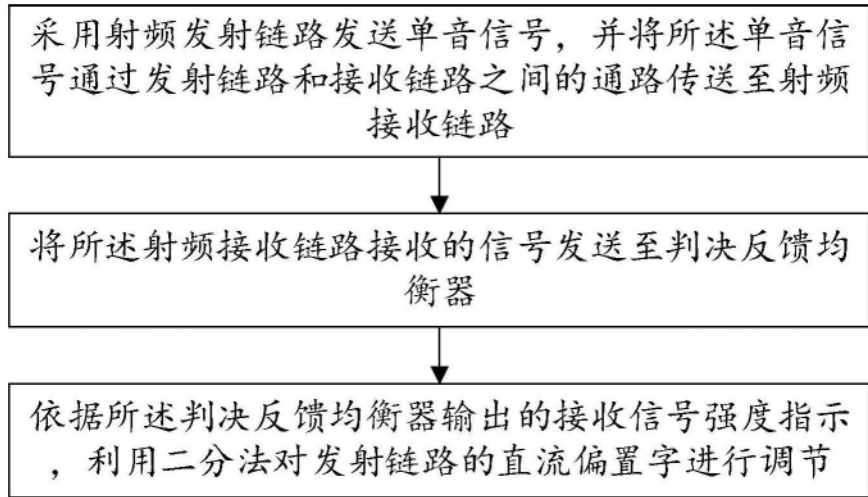 采用射频发射链路发送单音信号，并将所述单音信
号通过发射链路和接收链路之间的通路传送至射频
接收链路
将所述射频接收链路接收的信号发送至判决反馈均
衡器
依据所述判决反馈均衡器输出的接收信号强度指示
，利用二分法对发射链路的直流偏置字进行调节